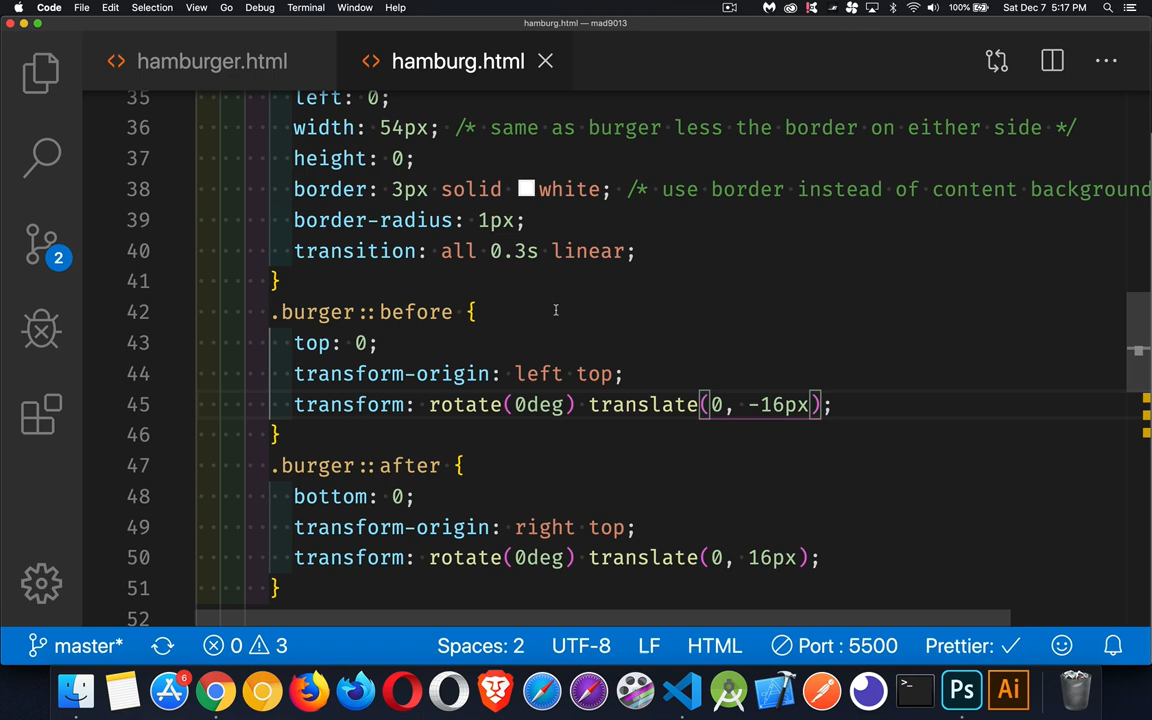 Code File Edit Selection View Go Debug Terminal Window Help 100% Sat Dec 7 5:17 PM
hamburg.html — mad9013
hamburger.html hamburg.html
35 left: 0;
36 width: 54px; /* same as burger less the border on either side */
37 height: 0;
38 border: 3px solid white; /* use border instead of content background
39 border-radius: 1px;
40 transition: all 0.3s linear;
41 }
42 .burger::before {
43 top: 0;
44 transform-origin: left top;
45 transform: rotate(0deg) translate(0, -16px);
46 }
47 .burger::after {
48 bottom: 0;
49 transform-origin: right top;
50 transform: rotate(0deg) translate(0, 16px);
51 }
52
2
master* 0 3 Spaces: 2 UTF-8 LF HTML Port : 5500 Prettier: ✓
6
>_ Ps Ai